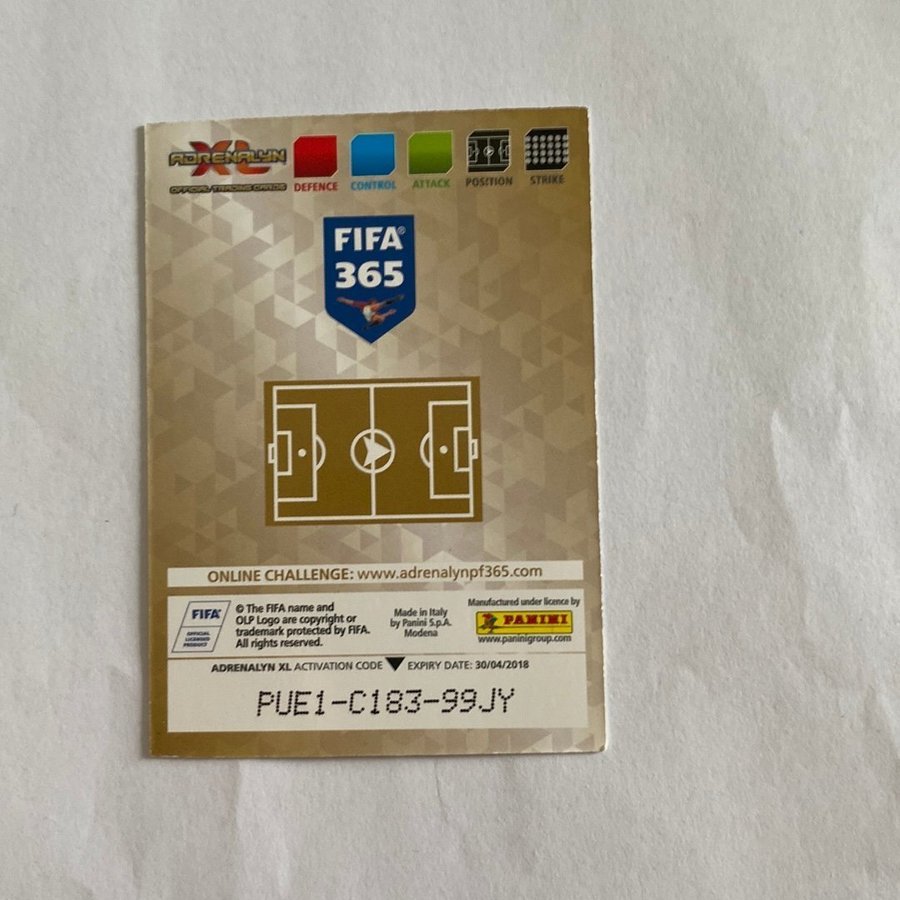 ADRENALYN XL
OFFICIAL TRADING CARDS
DEFENCE
CONTROL
ATTACK
POSITION
STRIKE
FIFA®
365
ONLINE CHALLENGE: www.adrenalynpf365.com
FIFA®
OFFICIAL
LICENSED
PRODUCT
© The FIFA name and
OLP Logo are copyright or
trademark protected by FIFA.
All rights reserved.
Made in Italy
by Panini S.p.A.
Modena
Manufactured under licence by
PANINI
www.paninigroup.com
ADRENALYN XL ACTIVATION CODE EXPIRY DATE: 30/04/2018
PUE1-C183-99JY